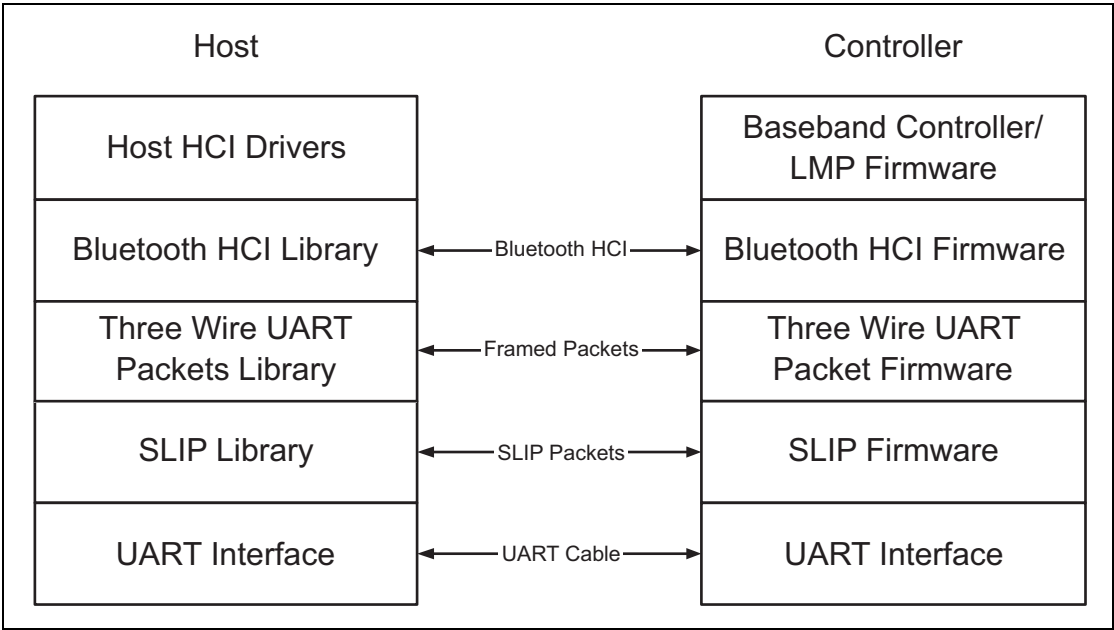 Host
Controller
Host HCI Drivers
Baseband Controller/
LMP Firmware
Bluetooth HCI Library
Bluetooth HCI
Bluetooth HCI Firmware
Three Wire UART
Packets Library
Framed Packets
Three Wire UART
Packet Firmware
SLIP Library
SLIP Packets
SLIP Firmware
UART Interface
UART Cable
UART Interface